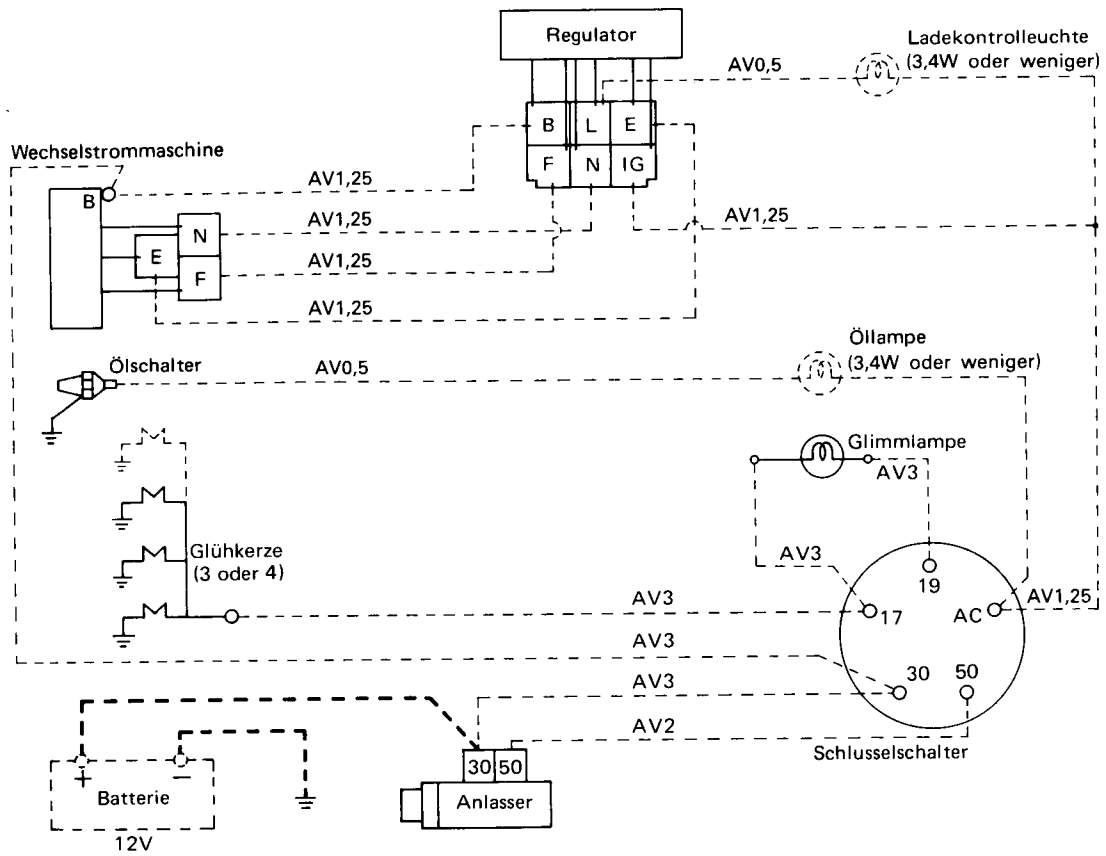 Regulator
Ladekontrolleuchte
(3,4W oder weniger)
AV0,5
B L E
F N IG
Wechselstrommaschine
B
AV1,25
N
AV1,25
AV1,25
E
F
AV1,25
AV1,25
Ölschalter
AV0,5
Öllampe
(3,4W oder weniger)
Glimmlampe
AV3
Glühkerze
(3 oder 4)
AV3
19
AV3
17
AC
AV1,25
AV3
30
50
AV3
AV2
Schlusselschalter
+
−
Batterie
12V
30 50
Anlasser